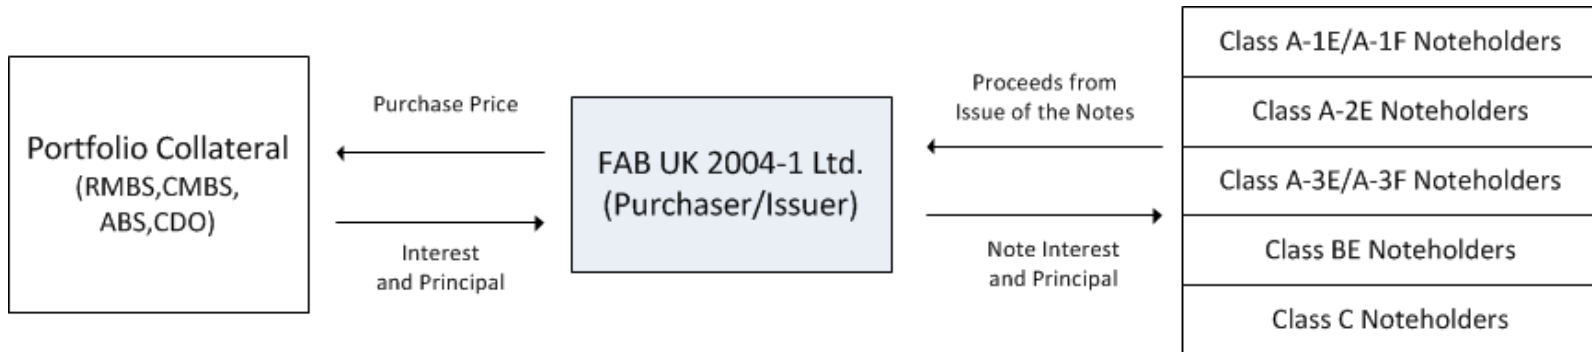 Portfolio Collateral
(RMBS,CMBS,
ABS,CDO)
Purchase Price
Interest
and Principal
FAB UK 2004-1 Ltd.
(Purchaser/Issuer)
Proceeds from
Issue of the Notes
Note Interest
and Principal
Class A-1E/A-1F Noteholders
Class A-2E Noteholders
Class A-3E/A-3F Noteholders
Class BE Noteholders
Class C Noteholders